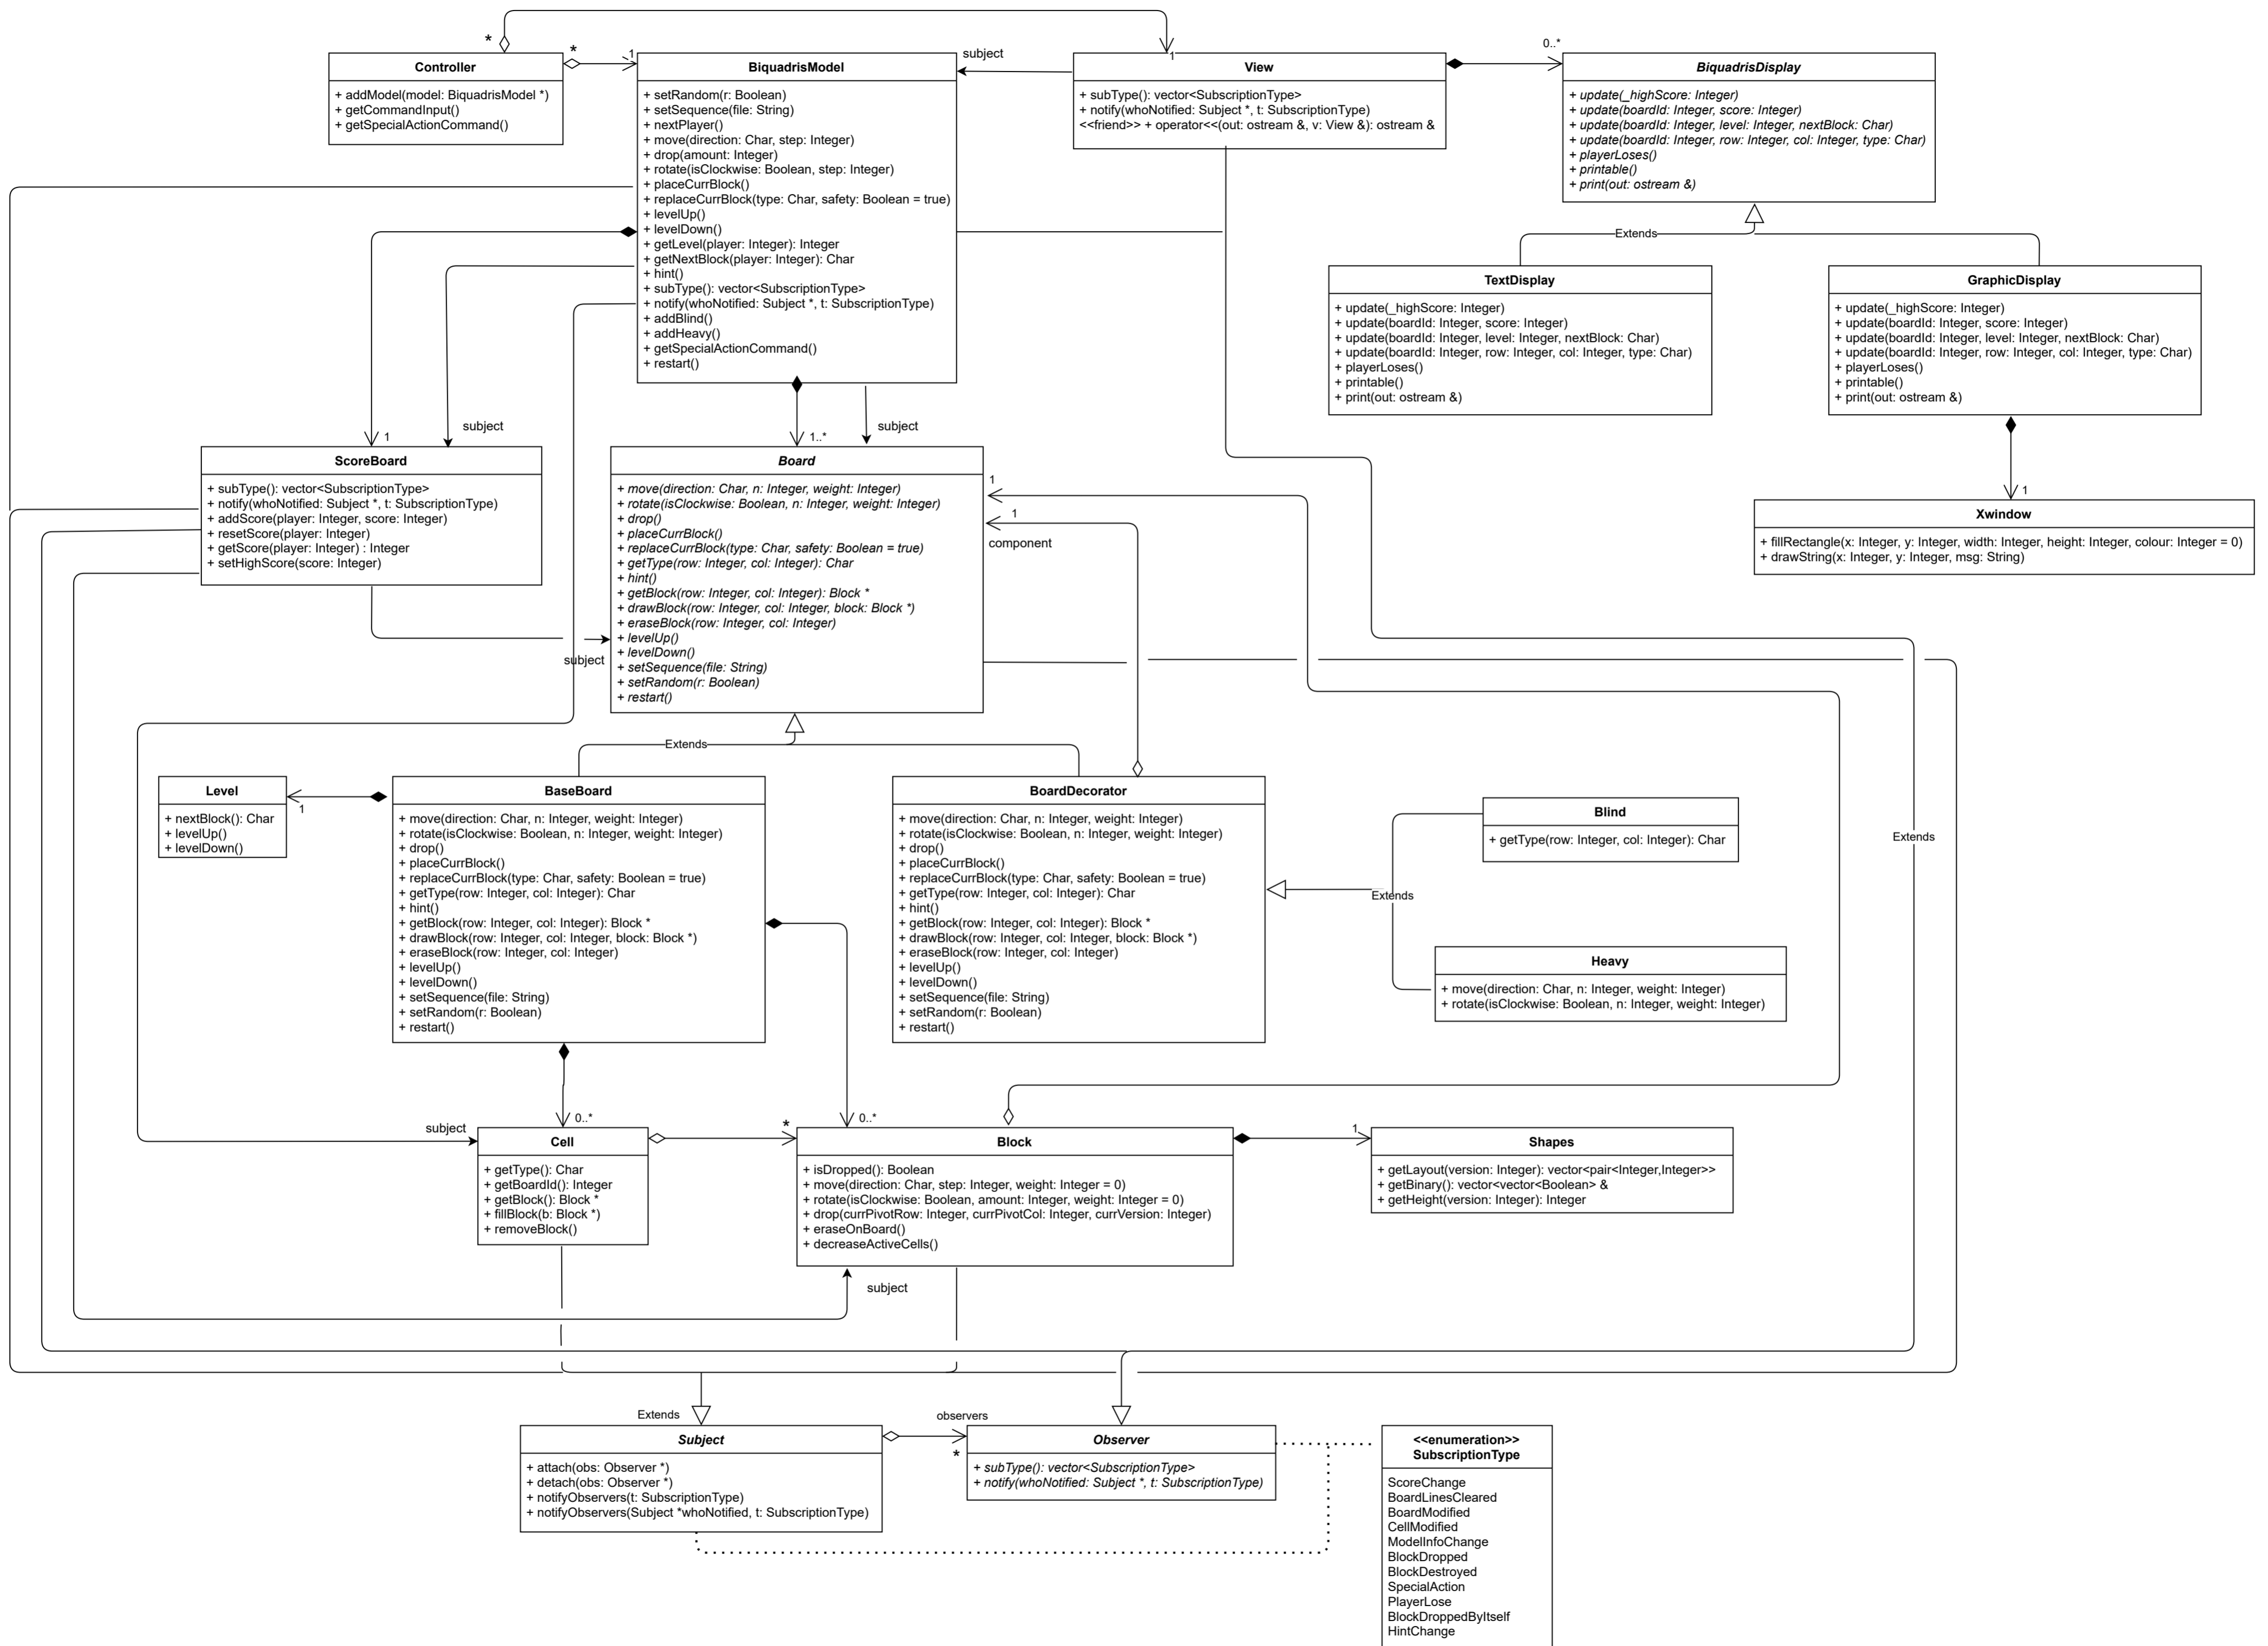 *
*
1
Controller
+ addModel(model: BiquadrisModel *)
+ getCommandInput()
+ getSpecialActionCommand()
BiquadrisModel
+ setRandom(r: Boolean)
+ setSequence(file: String)
+ nextPlayer()
+ move(direction: Char, step: Integer)
+ drop(amount: Integer)
+ rotate(isClockwise: Boolean, step: Integer)
+ placeCurrBlock()
+ replaceCurrBlock(type: Char, safety: Boolean = true)
+ levelUp()
+ levelDown()
+ getLevel(player: Integer): Integer
+ getNextBlock(player: Integer): Char
+ hint()
+ subType(): vector<SubscriptionType>
+ notify(whoNotified: Subject *, t: SubscriptionType)
+ addBlind()
+ addHeavy()
+ getSpecialActionCommand()
+ restart()
subject
1
View
+ subType(): vector<SubscriptionType>
+ notify(whoNotified: Subject *, t: SubscriptionType)
<<friend>> + operator<<(out: ostream &, v: View &): ostream &
0..*
BiquadrisDisplay
+ update(_highScore: Integer)
+ update(boardId: Integer, score: Integer)
+ update(boardId: Integer, level: Integer, nextBlock: Char)
+ update(boardId: Integer, row: Integer, col: Integer, type: Char)
+ playerLoses()
+ printable()
+ print(out: ostream &)
Extends
TextDisplay
+ update(_highScore: Integer)
+ update(boardId: Integer, score: Integer)
+ update(boardId: Integer, level: Integer, nextBlock: Char)
+ update(boardId: Integer, row: Integer, col: Integer, type: Char)
+ playerLoses()
+ printable()
+ print(out: ostream &)
GraphicDisplay
+ update(_highScore: Integer)
+ update(boardId: Integer, score: Integer)
+ update(boardId: Integer, level: Integer, nextBlock: Char)
+ update(boardId: Integer, row: Integer, col: Integer, type: Char)
+ playerLoses()
+ printable()
+ print(out: ostream &)
1
Xwindow
+ fillRectangle(x: Integer, y: Integer, width: Integer, height: Integer, colour: Integer = 0)
+ drawString(x: Integer, y: Integer, msg: String)
1
subject
ScoreBoard
+ subType(): vector<SubscriptionType>
+ notify(whoNotified: Subject *, t: SubscriptionType)
+ addScore(player: Integer, score: Integer)
+ resetScore(player: Integer)
+ getScore(player: Integer) : Integer
+ setHighScore(score: Integer)
subject
1..*
subject
Board
+ move(direction: Char, n: Integer, weight: Integer)
+ rotate(isClockwise: Boolean, n: Integer, weight: Integer)
+ drop()
+ placeCurrBlock()
+ replaceCurrBlock(type: Char, safety: Boolean = true)
+ getType(row: Integer, col: Integer): Char
+ hint()
+ getBlock(row: Integer, col: Integer): Block *
+ drawBlock(row: Integer, col: Integer, block: Block *)
+ eraseBlock(row: Integer, col: Integer)
+ levelUp()
+ levelDown()
+ setSequence(file: String)
+ setRandom(r: Boolean)
+ restart()
1
1
component
Extends
Level
+ nextBlock(): Char
+ levelUp()
+ levelDown()
1
BaseBoard
+ move(direction: Char, n: Integer, weight: Integer)
+ rotate(isClockwise: Boolean, n: Integer, weight: Integer)
+ drop()
+ placeCurrBlock()
+ replaceCurrBlock(type: Char, safety: Boolean = true)
+ getType(row: Integer, col: Integer): Char
+ hint()
+ getBlock(row: Integer, col: Integer): Block *
+ drawBlock(row: Integer, col: Integer, block: Block *)
+ eraseBlock(row: Integer, col: Integer)
+ levelUp()
+ levelDown()
+ setSequence(file: String)
+ setRandom(r: Boolean)
+ restart()
BoardDecorator
+ move(direction: Char, n: Integer, weight: Integer)
+ rotate(isClockwise: Boolean, n: Integer, weight: Integer)
+ drop()
+ placeCurrBlock()
+ replaceCurrBlock(type: Char, safety: Boolean = true)
+ getType(row: Integer, col: Integer): Char
+ hint()
+ getBlock(row: Integer, col: Integer): Block *
+ drawBlock(row: Integer, col: Integer, block: Block *)
+ eraseBlock(row: Integer, col: Integer)
+ levelUp()
+ levelDown()
+ setSequence(file: String)
+ setRandom(r: Boolean)
+ restart()
Extends
Blind
+ getType(row: Integer, col: Integer): Char
Heavy
+ move(direction: Char, n: Integer, weight: Integer)
+ rotate(isClockwise: Boolean, n: Integer, weight: Integer)
Extends
subject
0..*
Cell
+ getType(): Char
+ getBoardId(): Integer
+ getBlock(): Block *
+ fillBlock(b: Block *)
+ removeBlock()
*
0..*
Block
+ isDropped(): Boolean
+ move(direction: Char, step: Integer, weight: Integer = 0)
+ rotate(isClockwise: Boolean, amount: Integer, weight: Integer = 0)
+ drop(currPivotRow: Integer, currPivotCol: Integer, currVersion: Integer)
+ eraseOnBoard()
+ decreaseActiveCells()
subject
1
Shapes
+ getLayout(version: Integer): vector<pair<Integer,Integer>>
+ getBinary(): vector<vector<Boolean> &
+ getHeight(version: Integer): Integer
Extends
Subject
+ attach(obs: Observer *)
+ detach(obs: Observer *)
+ notifyObservers(t: SubscriptionType)
+ notifyObservers(Subject *whoNotified, t: SubscriptionType)
observers
*
Observer
+ subType(): vector<SubscriptionType>
+ notify(whoNotified: Subject *, t: SubscriptionType)
<<enumeration>>
SubscriptionType
ScoreChange
BoardLinesCleared
BoardModified
CellModified
ModelInfoChange
BlockDropped
BlockDestroyed
SpecialAction
PlayerLose
BlockDroppedByItself
HintChange